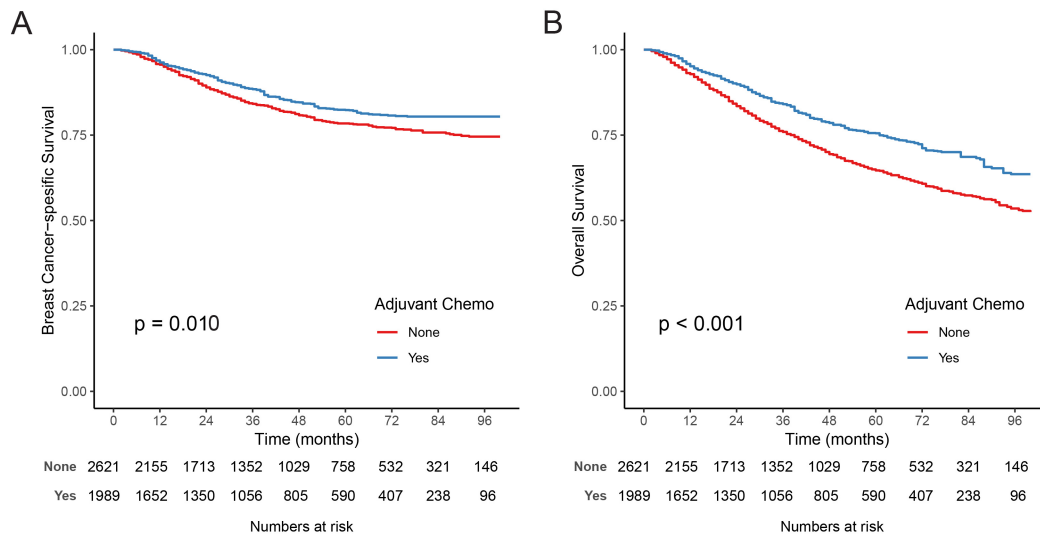 A
Breast Cancer-spesific Survival
1.00
0.75
0.50
0.25
0.00
p = 0.010
Adjuvant Chemo
None
Yes
0 12 24 36 48 60 72 84 96
Time (months)
None 2621 2155 1713 1352 1029 758 532 321 146
Yes 1989 1652 1350 1056 805 590 407 238 96
Numbers at risk
B
Overall Survival
1.00
0.75
0.50
0.25
0.00
p < 0.001
Adjuvant Chemo
None
Yes
0 12 24 36 48 60 72 84 96
Time (months)
None 2621 2155 1713 1352 1029 758 532 321 146
Yes 1989 1652 1350 1056 805 590 407 238 96
Numbers at risk